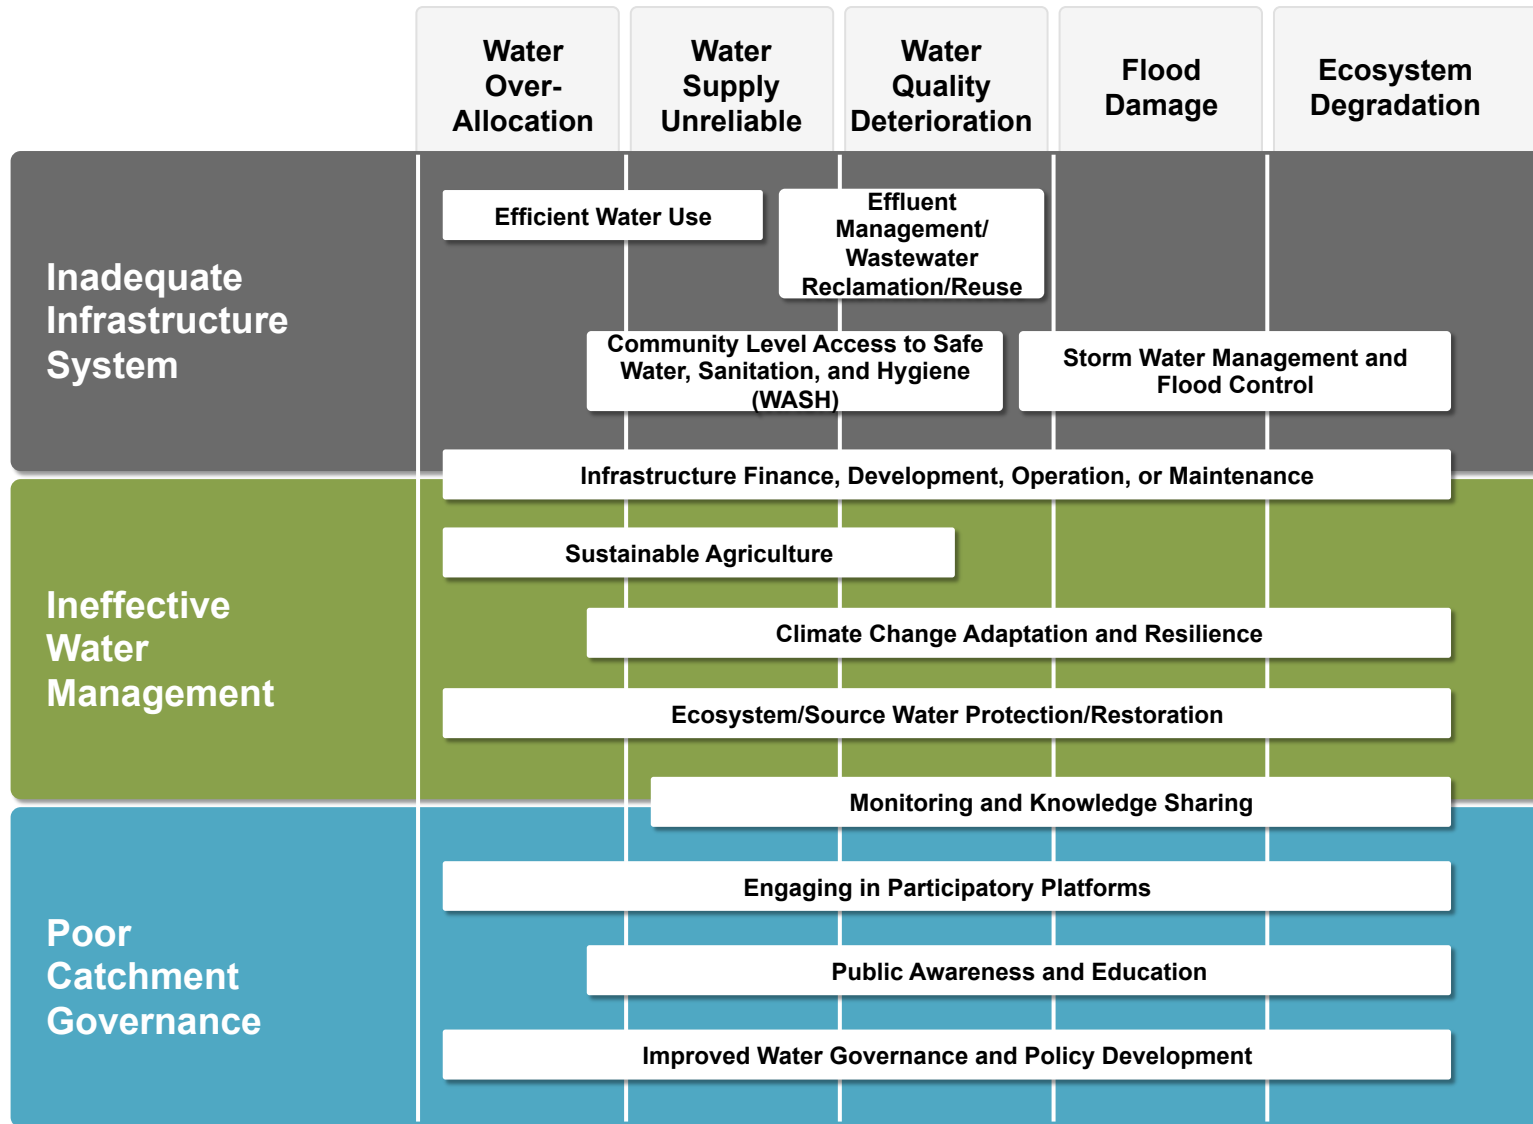 Water
Over-
Allocation
Water
Supply
Unreliable
Water
Quality
Deterioration
Flood
Damage
Ecosystem
Degradation
Inadequate
Infrastructure
System
Efficient Water Use
Effluent
Management/
Wastewater
Reclamation/Reuse
Community Level Access to Safe
Water, Sanitation, and Hygiene
(WASH)
Storm Water Management and
Flood Control
Infrastructure Finance, Development, Operation, or Maintenance
Ineffective
Water
Management
Sustainable Agriculture
Climate Change Adaptation and Resilience
Ecosystem/Source Water Protection/Restoration
Monitoring and Knowledge Sharing
Poor
Catchment
Governance
Engaging in Participatory Platforms
Public Awareness and Education
Improved Water Governance and Policy Development